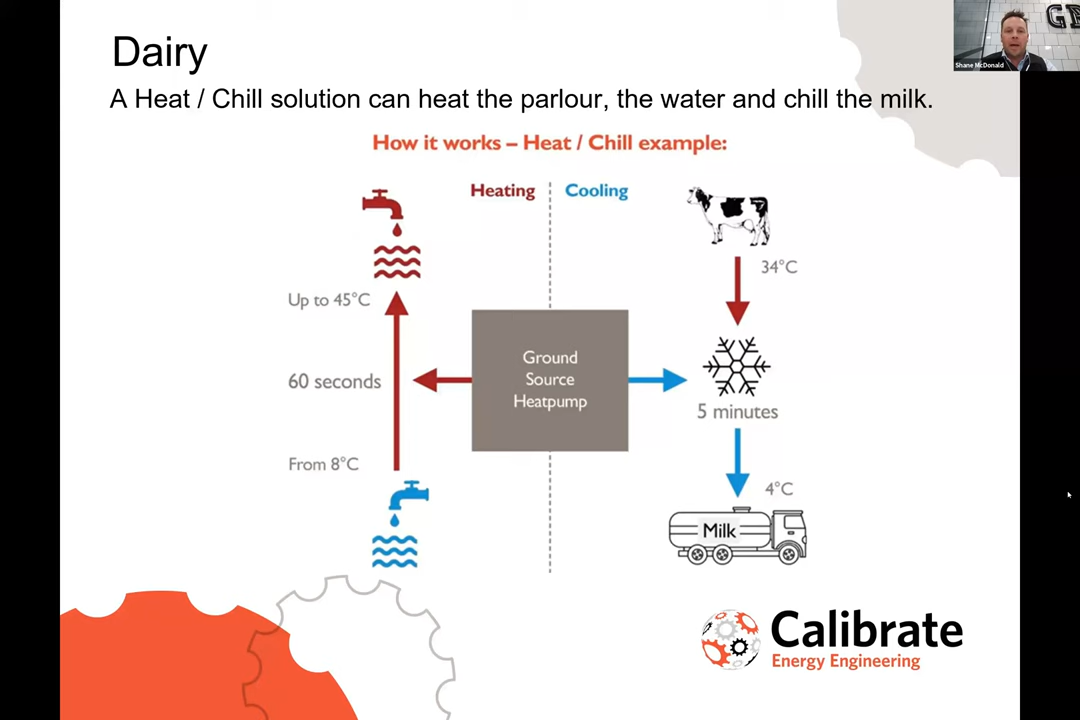 Dairy
A Heat / Chill solution can heat the parlour, the water and chill the milk.
How it works – Heat / Chill example:
Heating
Cooling
34°C
Up to 45°C
60 seconds
From 8°C
Ground
Source
Heatpump
5 minutes
4°C
Milk
Calibrate
Energy Engineering
Shane McDonald